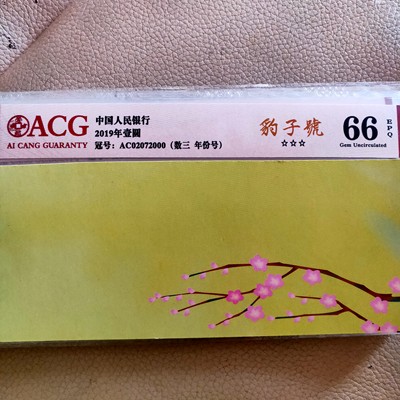 ACG
AI CANG GUARANTY
中国人民银行
2019年壹圓
冠号：AC02072000（数三 年份号）
豹子號
☆☆☆
66
EPQ
Gem Uncirculated